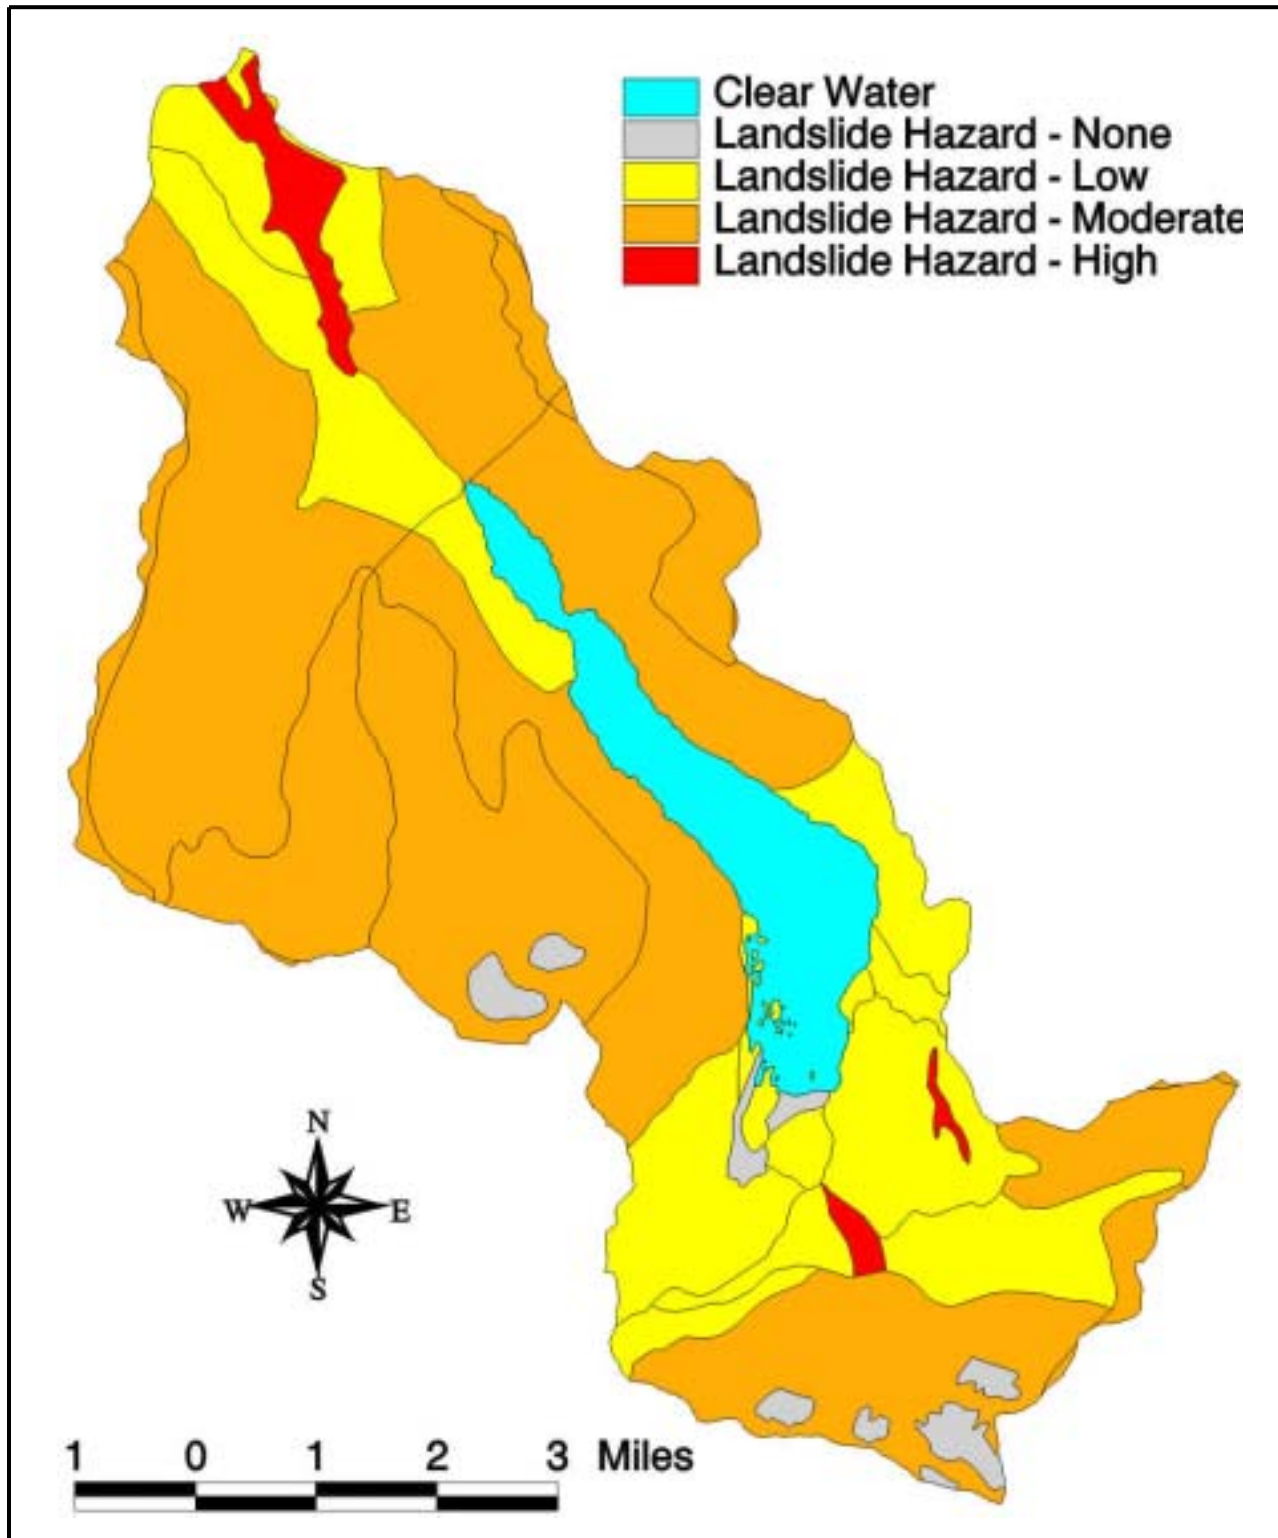 Clear Water
Landslide Hazard - None
Landslide Hazard - Low
Landslide Hazard - Moderate
Landslide Hazard - High
N
W E
S
1 0 1 2 3 Miles